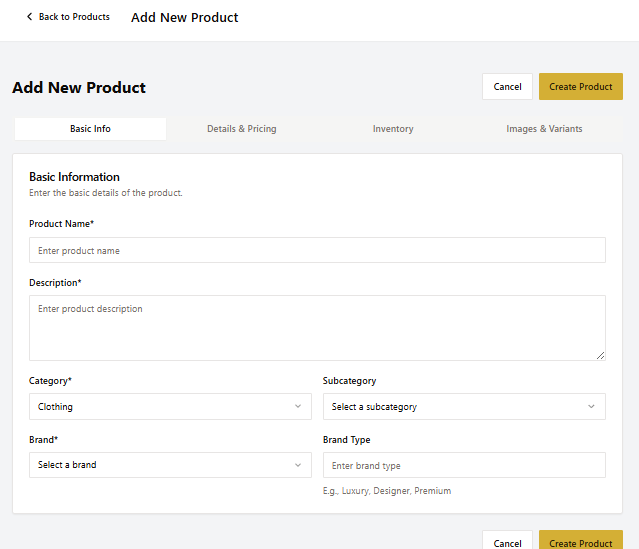 Back to Products Add New Product
Add New Product Cancel Create Product
Basic Info Details & Pricing Inventory Images & Variants
Basic Information
Enter the basic details of the product.
Product Name*
Enter product name
Description*
Enter product description
Category* Subcategory
Clothing Select a subcategory
Brand* Brand Type
Select a brand Enter brand type
E.g., Luxury, Designer, Premium
Cancel Create Product